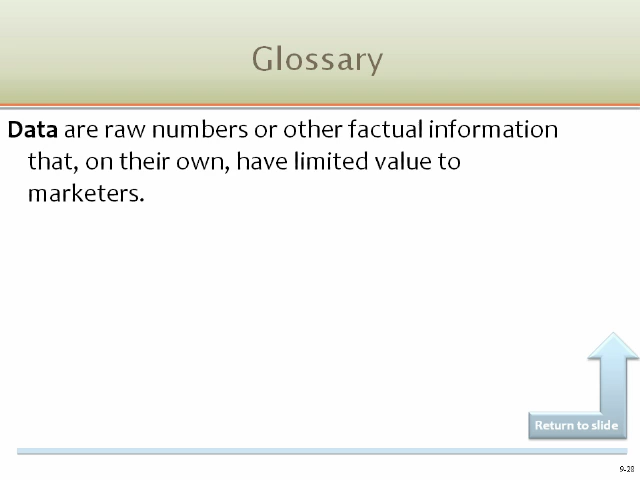 Glossary
Data are raw numbers or other factual information
that, on their own, have limited value to
marketers.
Return to slide
9-28